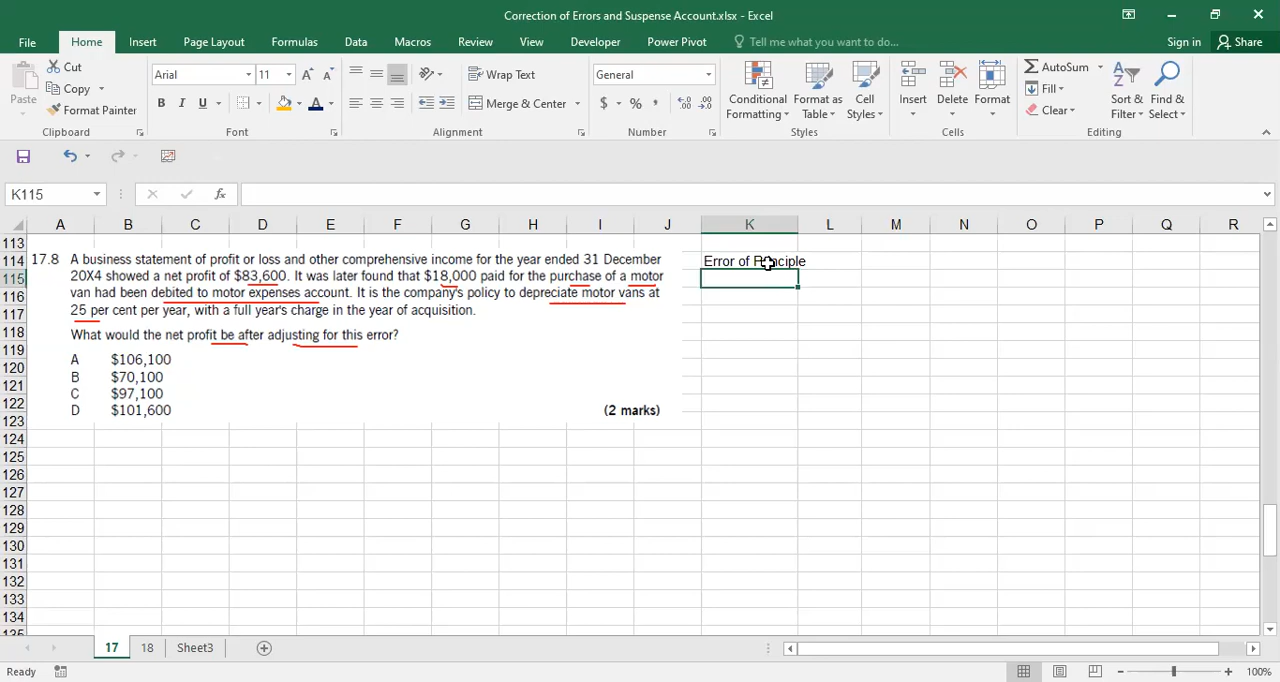 Correction of Errors and Suspense Account.xlsx - Excel
File Home Insert Page Layout Formulas Data Macros Review View Developer Power Pivot Tell me what you want to do... Sign in Share
Cut
Copy
Format Painter
Paste
Clipboard
Arial 11
B I U
Font
Wrap Text
Merge & Center
Alignment
General
$ % ,
Number
Conditional Formatting
Format as Table
Cell Styles
Styles
Insert Delete Format
Cells
AutoSum
Fill
Clear
Sort & Filter
Find & Select
Editing
K115 fx
A B C D E F G H I J K L M N O P Q R
113
114
115
116
117
118
119
120
121
122
123
124
125
126
127
128
129
130
131
132
133
134
135
17.8 A business statement of profit or loss and other comprehensive income for the year ended 31 December
20X4 showed a net profit of $83,600. It was later found that $18,000 paid for the purchase of a motor
van had been debited to motor expenses account. It is the company's policy to depreciate motor vans at
25 per cent per year, with a full year's charge in the year of acquisition.
What would the net profit be after adjusting for this error?
A $106,100
B $70,100
C $97,100
D $101,600
(2 marks)
Error of Principle
17 18 Sheet3
Ready
100%